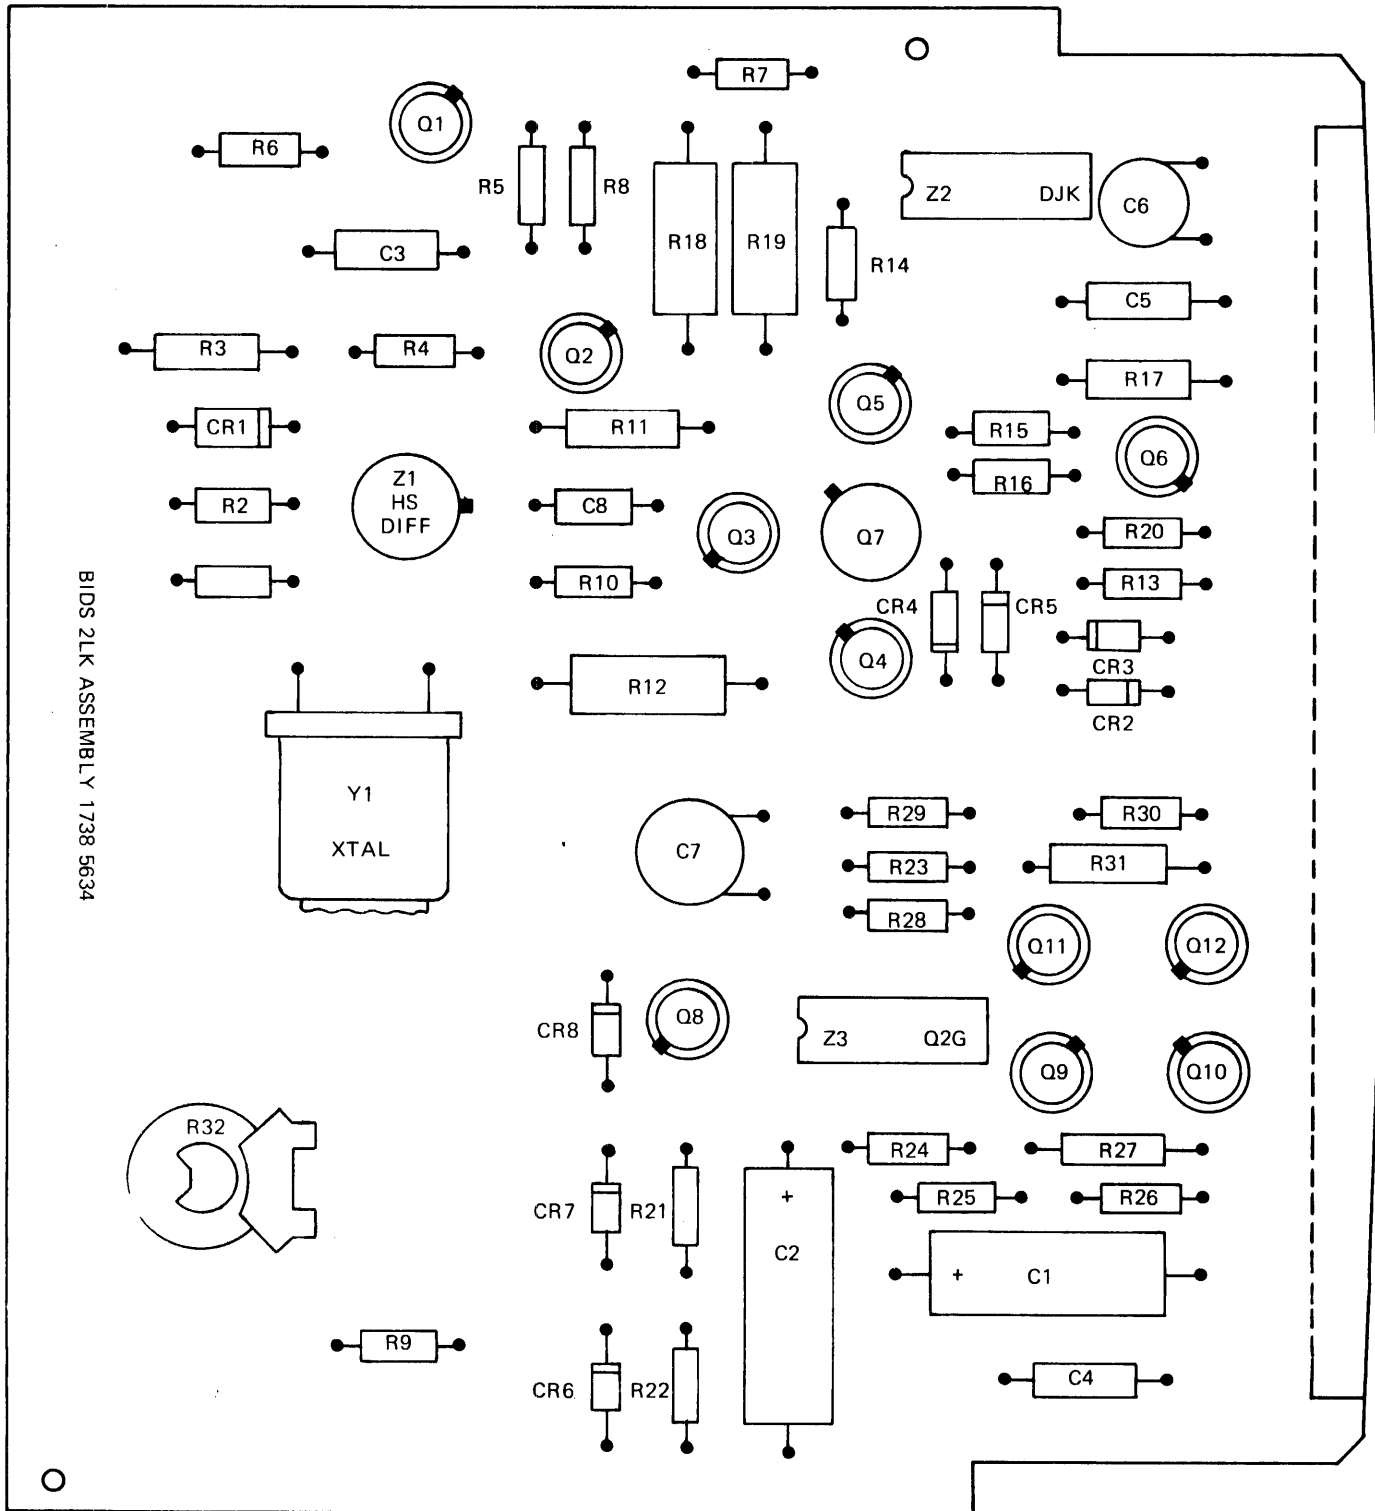 R7
Q1
R6
R5
R8
Z2 DJK
C6
R18
R19
C3
R14
C5
R3
R4
Q2
R17
Q5
CR1
R11
R15
Q6
Z1
HS
DIFF
R16
R2
C8
Q3
Q7
R20
R10
R13
CR4
CR5
Q4
CR3
R12
CR2
BIDS 2LK ASSEMBLY 1738 5634
Y1
XTAL
R29
R30
C7
R23
R31
R28
Q11
Q12
CR8
Q8
Z3 Q2G
Q9
Q10
R32
R24
R27
R25
R26
CR7
R21
+
C2
+ C1
R9
CR6
R22
C4